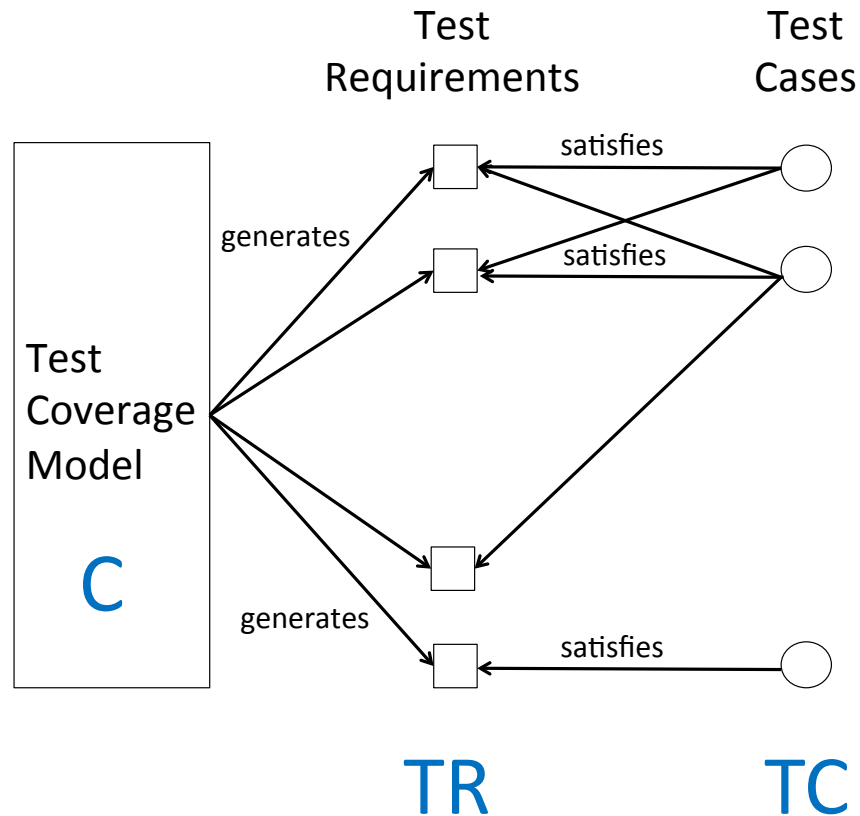 Test
Requirements
Test
Cases
satisfies
generates
satisfies
Test
Coverage
Model
C
generates
satisfies
TR
TC